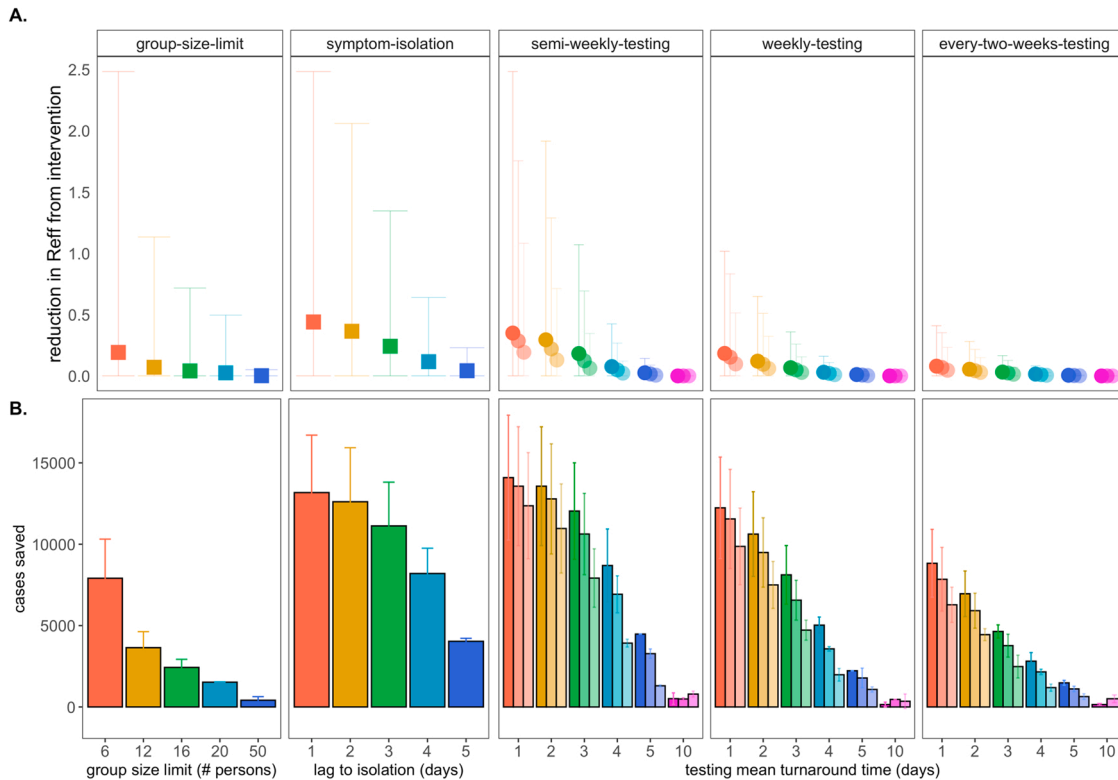 A.
group-size-limit
symptom-isolation
semi-weekly-testing
weekly-testing
every-two-weeks-testing
reduction in Reff from intervention
2.5
2.0
1.5
1.0
0.5
0.0
B.
cases saved
15000
10000
5000
0
6 12 16 20 50
1 2 3 4 5
1 2 3 4 5 10
1 2 3 4 5 10
1 2 3 4 5 10
group size limit (# persons)
lag to isolation (days)
testing mean turnaround time (days)